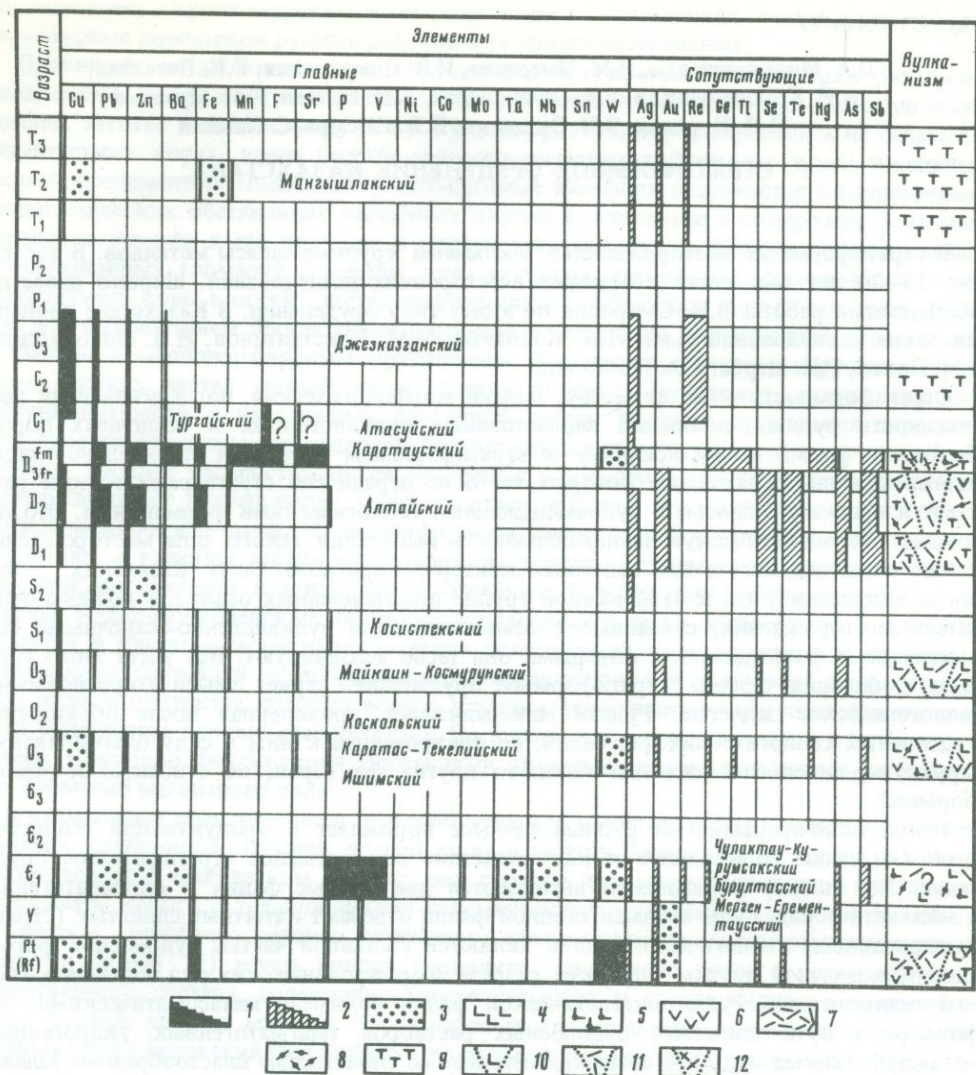 Возраст
Элементы
Вулка-
низм
Главные
Сопутствующие
Cu Pb Zn Ba Fe Mn F Sr P V Ni Co Mo Ta Nb Sn W Ag Au Re Ge Tl Se Te Hg As Sb
T₃
T₂ Мангышлакский
T₁
P₂
P₁
C₃ Джезказганский
C₂
C₁ Тургайский ? ? Атасуйский
D₃ fm fr Каратауский
D₂ Алтайский
D₁
S₂
S₁ Косистекский
O₃ Майкаин-Космурунский
O₂ Коскольский
O₁₋₃ Каратас-Текелийский
Є₃ Ишимский
Є₂ Чулактау-Ку-
румсакский
Є₁ Бурултасский
Мерген-Еремен-
тауский
?
Pt
(Rf)
1 2 3 4 5 6 7
8 9 10 11 12